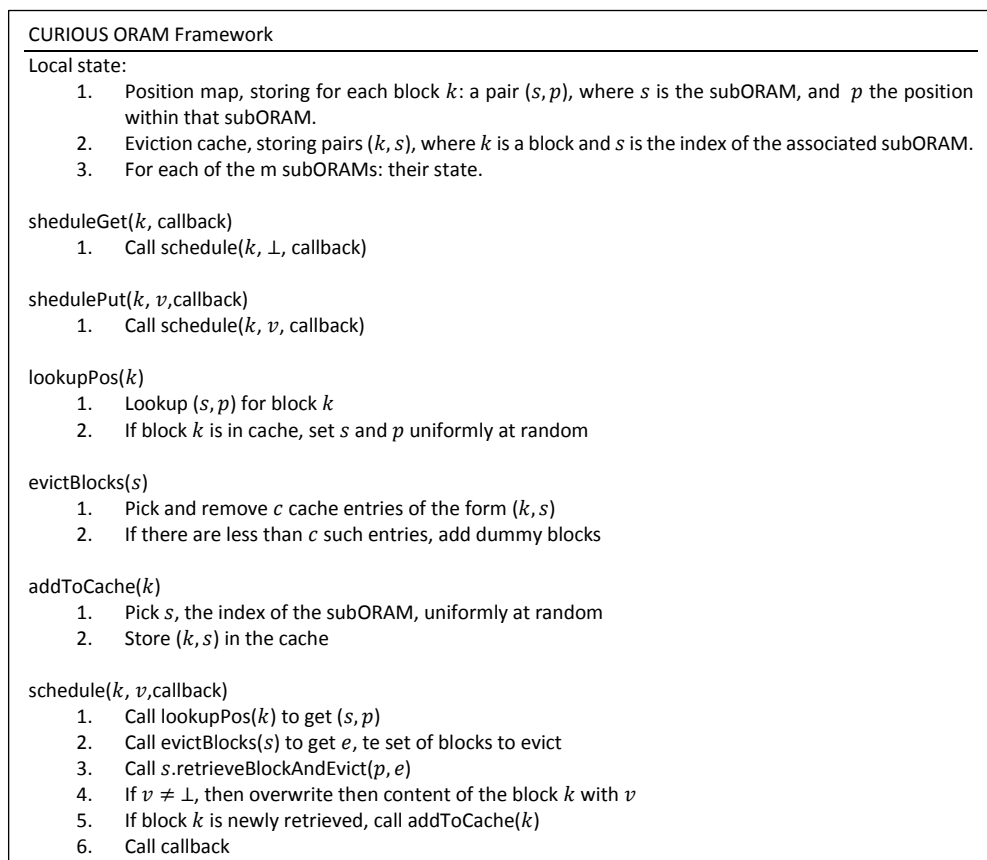 CURIOUS ORAM Framework
Local state:
1. Position map, storing for each block k: a pair (s, p), where s is the subORAM, and p the position
within that subORAM.
2. Eviction cache, storing pairs (k, s), where k is a block and s is the index of the associated subORAM.
3. For each of the m subORAMs: their state.
sheduleGet(k, callback)
1. Call schedule(k, ⊥, callback)
shedulePut(k, v,callback)
1. Call schedule(k, v, callback)
lookupPos(k)
1. Lookup (s, p) for block k
2. If block k is in cache, set s and p uniformly at random
evictBlocks(s)
1. Pick and remove c cache entries of the form (k, s)
2. If there are less than c such entries, add dummy blocks
addToCache(k)
1. Pick s, the index of the subORAM, uniformly at random
2. Store (k, s) in the cache
schedule(k, v,callback)
1. Call lookupPos(k) to get (s, p)
2. Call evictBlocks(s) to get e, te set of blocks to evict
3. Call s.retrieveBlockAndEvict(p, e)
4. If v ≠ ⊥, then overwrite then content of the block k with v
5. If block k is newly retrieved, call addToCache(k)
6. Call callback